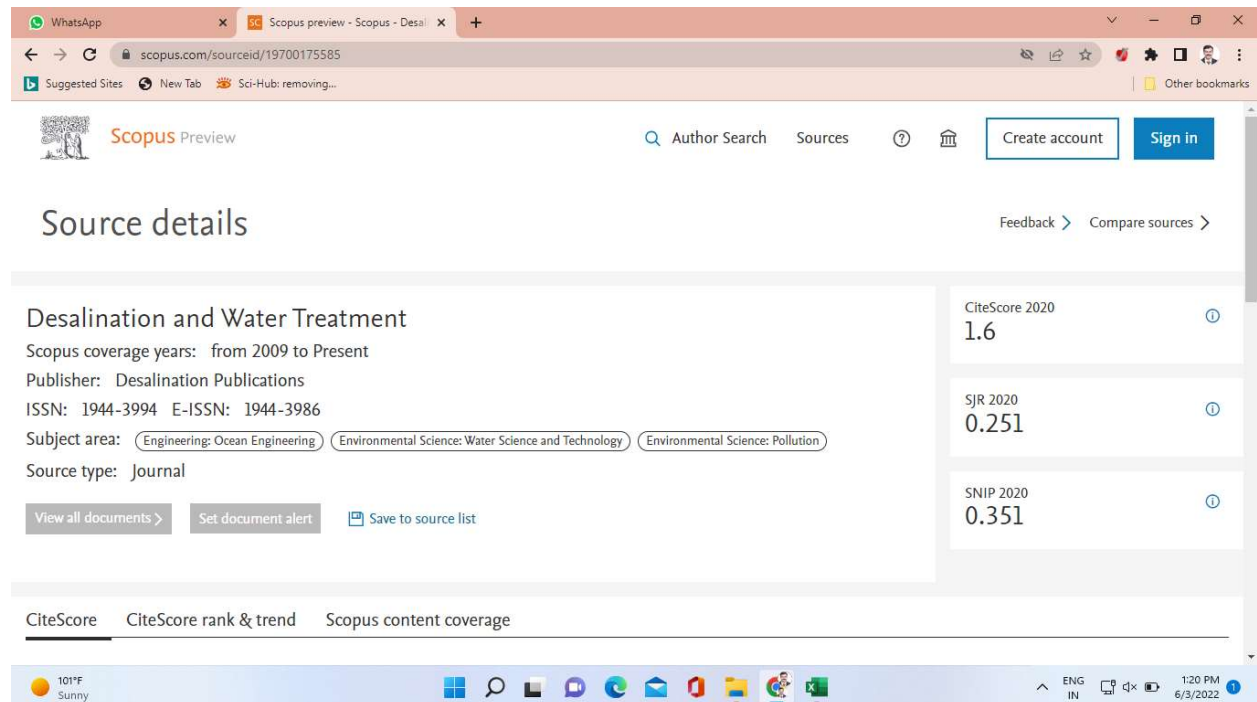 WhatsApp
Scopus preview - Scopus - Desal
scopus.com/sourceid/19700175585
Suggested Sites New Tab Sci-Hub: removing... Other bookmarks
Scopus Preview Author Search Sources Create account Sign in
Source details Feedback Compare sources
Desalination and Water Treatment
Scopus coverage years: from 2009 to Present
Publisher: Desalination Publications
ISSN: 1944-3994 E-ISSN: 1944-3986
Subject area: Engineering: Ocean Engineering Environmental Science: Water Science and Technology Environmental Science: Pollution
Source type: Journal
View all documents > Set document alert Save to source list
CiteScore 2020
1.6
SJR 2020
0.251
SNIP 2020
0.351
CiteScore CiteScore rank & trend Scopus content coverage
101°F
Sunny
ENG
IN
1:20 PM
6/3/2022
1